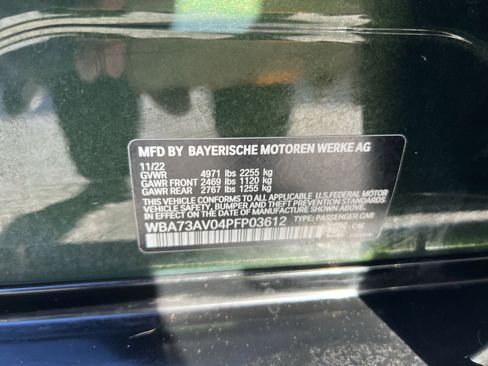 MFD BY BAYERISCHE MOTOREN WERKE AG
11/22
GVWR 4971 lbs 2255 kg
GAWR FRONT 2469 lbs 1120 kg
GAWR REAR 2767 lbs 1255 kg
THIS VEHICLE CONFORMS TO ALL APPLICABLE U.S.FEDERAL MOTOR
VEHICLE SAFETY, BUMPER, AND THEFT PREVENTION STANDARDS
IN EFFECT ON THE DATE OF MANUFACTURE SHOWN ABOVE.
WBA73AV04PFP03612 TYPE: PASSENGER CAR
C4E